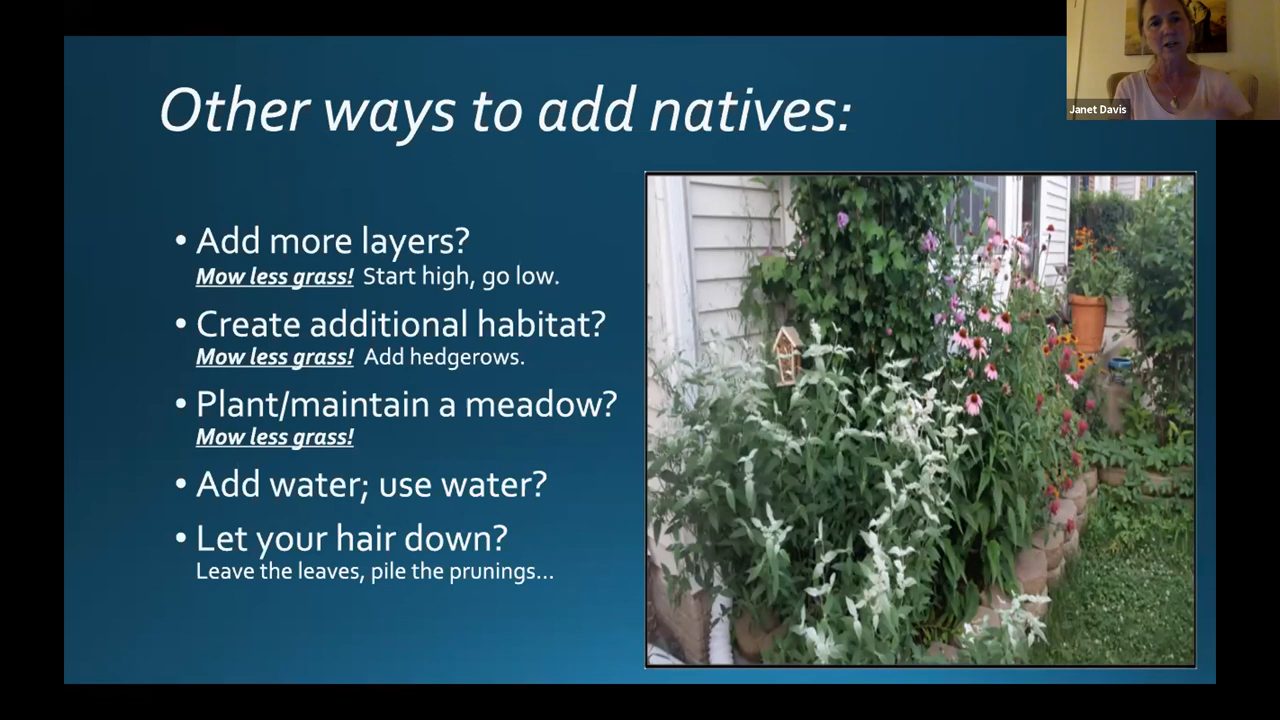 Janet Davis
Other ways to add natives:
• Add more layers?
Mow less grass! Start high, go low.
• Create additional habitat?
Mow less grass! Add hedgerows.
• Plant/maintain a meadow?
Mow less grass!
• Add water; use water?
• Let your hair down?
Leave the leaves, pile the prunings...